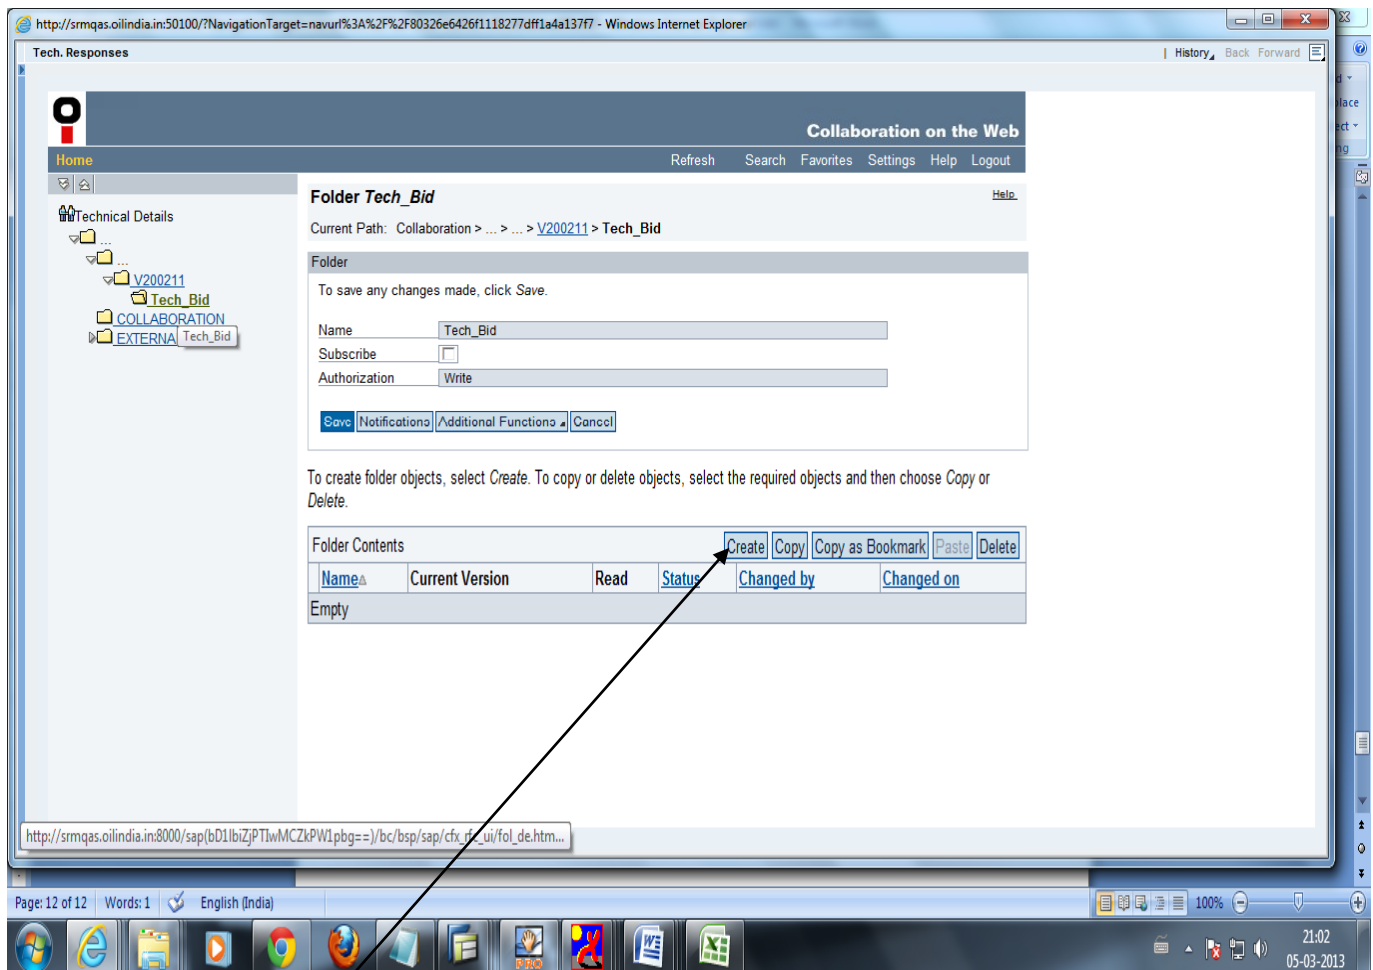 http://srmqas.oilindia.in:50100/?NavigationTarget=navurl%3A%2F%2F80326e6426f1118277dff1a4a137f7 - Windows Internet Explorer
Tech. Responses
History Back Forward
Collaboration on the Web
Home Refresh Search Favorites Settings Help Logout
Technical Details
...
...
V200211
Tech_Bid
COLLABORATION
EXTERNA
Tech_Bid
Folder Tech_Bid
Help
Current Path: Collaboration > ... > ... > V200211 > Tech_Bid
Folder
To save any changes made, click Save.
Name Tech_Bid
Subscribe
Authorization Write
Save Notifications Additional Functions Cancel
To create folder objects, select Create. To copy or delete objects, select the required objects and then choose Copy or
Delete.
Folder Contents Create Copy Copy as Bookmark Paste Delete
Name Current Version Read Status Changed by Changed on
Empty
http://srmqas.oilindia.in:8000/sap(bD1lbiZjPTIwMCZkPW1pbg==)/bc/bsp/sap/cfx_rfc_ui/fol_de.htm...
Page: 12 of 12 Words: 1 English (India) 100%
PRO
21:02
05-03-2013